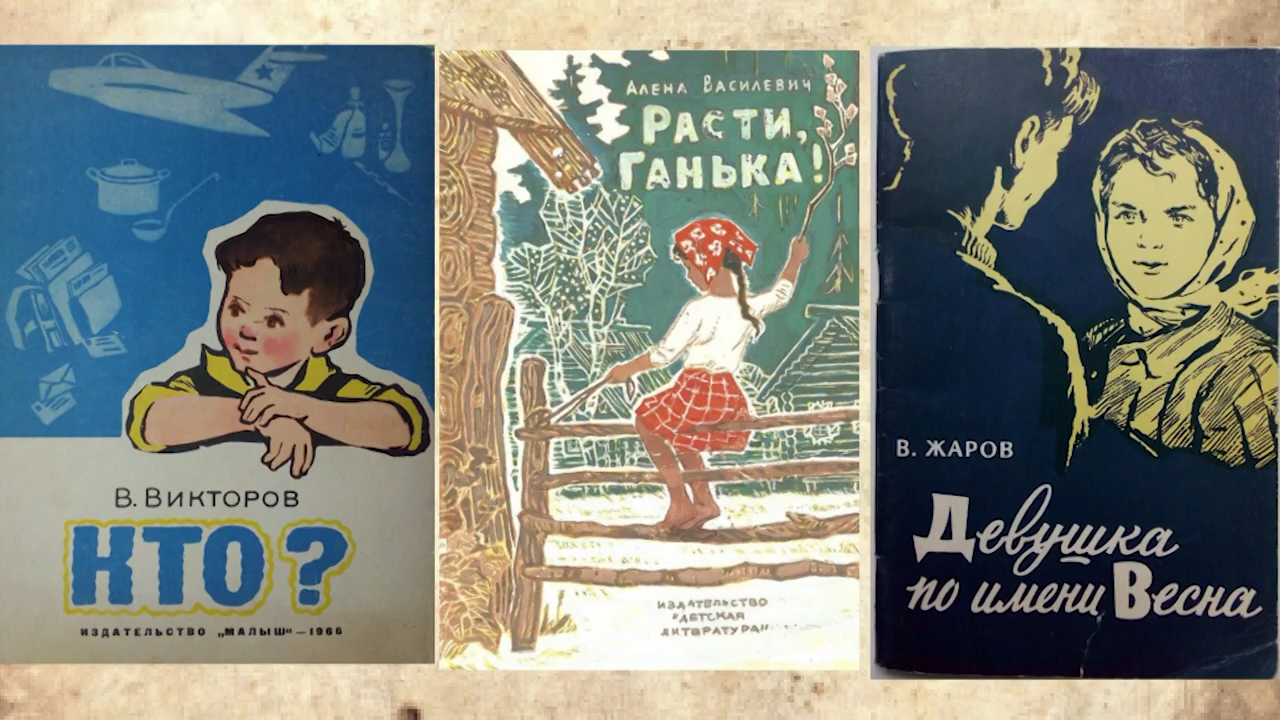 В. Викторов
КТО?
ИЗДАТЕЛЬСТВО „МАЛЫШ“ — 1966
Алена Василевич
Расти,
Ганька!
Издательство
"Детская
литература"
В. ЖАРОВ
Девушка
по имени Весна